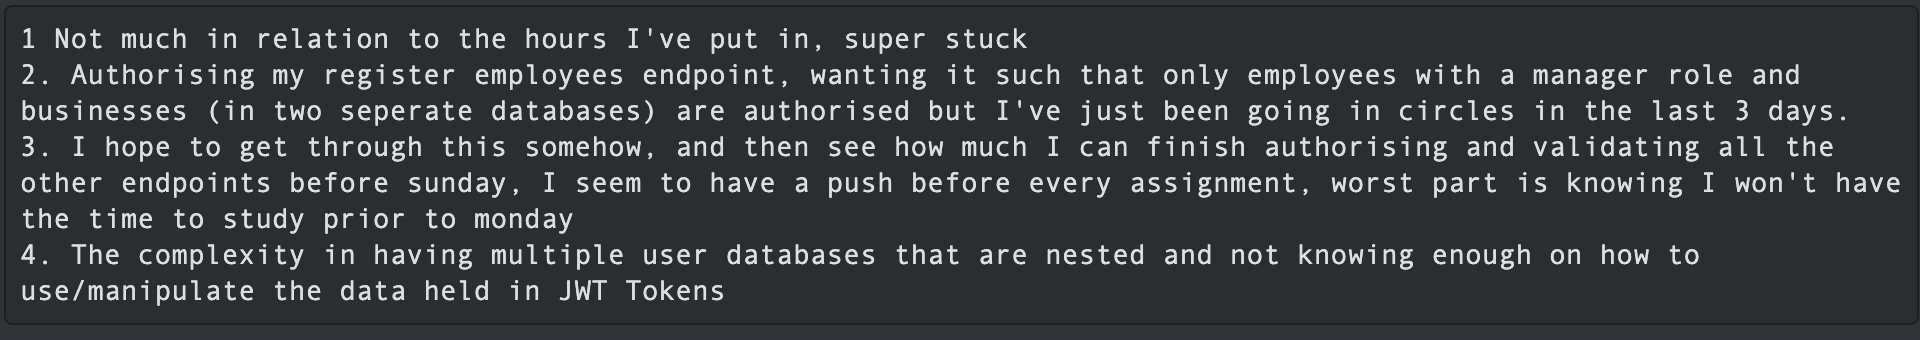 1 Not much in relation to the hours I've put in, super stuck
2. Authorising my register employees endpoint, wanting it such that only employees with a manager role and
businesses (in two seperate databases) are authorised but I've just been going in circles in the last 3 days.
3. I hope to get through this somehow, and then see how much I can finish authorising and validating all the
other endpoints before sunday, I seem to have a push before every assignment, worst part is knowing I won't have
the time to study prior to monday
4. The complexity in having multiple user databases that are nested and not knowing enough on how to
use/manipulate the data held in JWT Tokens